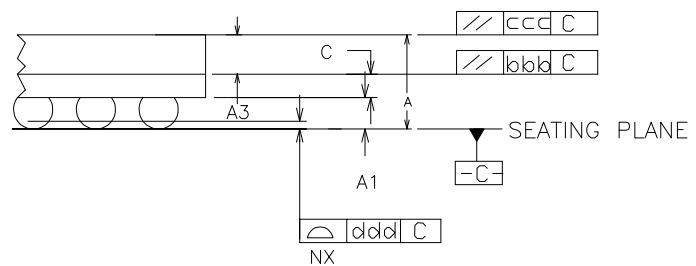 // ccc C
C
// bbb C
A
A3
SEATING PLANE
A1
-C-
ddd C
NX